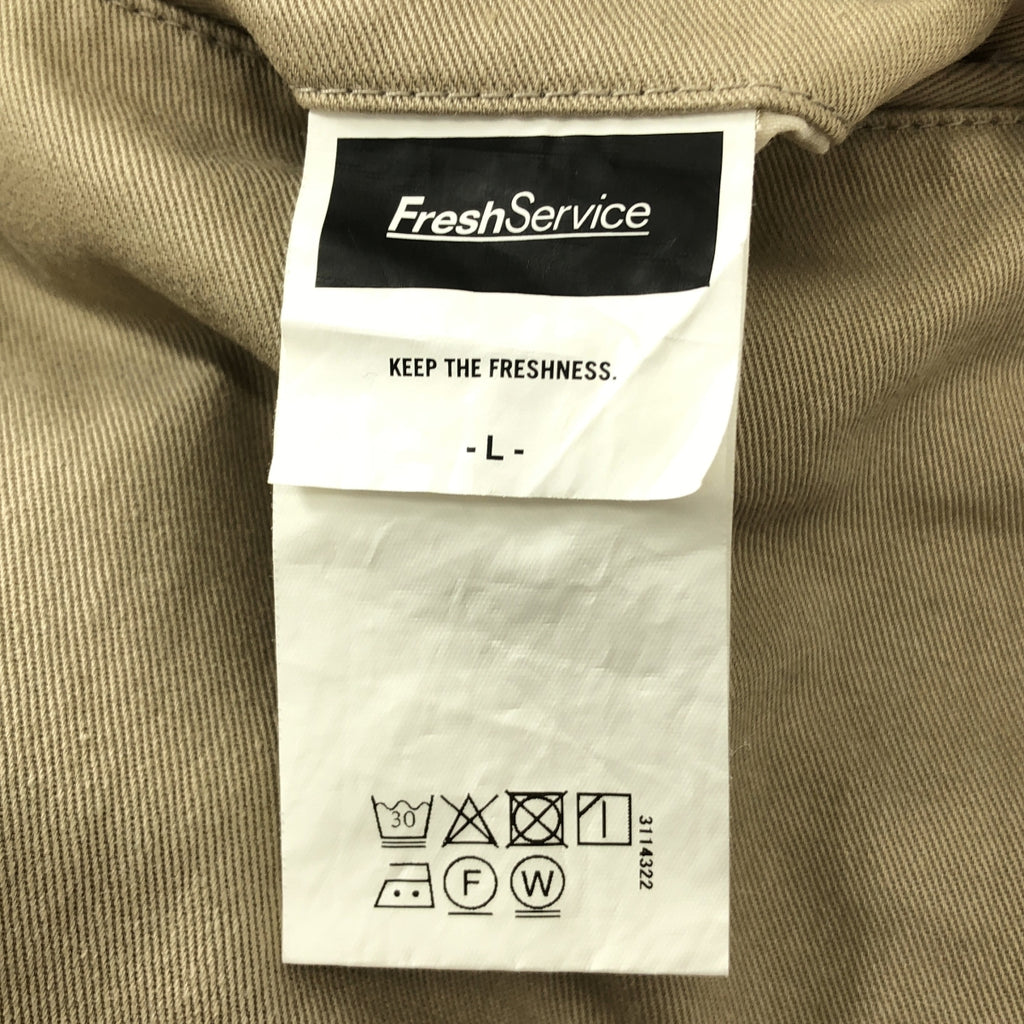 FreshService
KEEP THE FRESHNESS.
- L -
30
3114322
F W